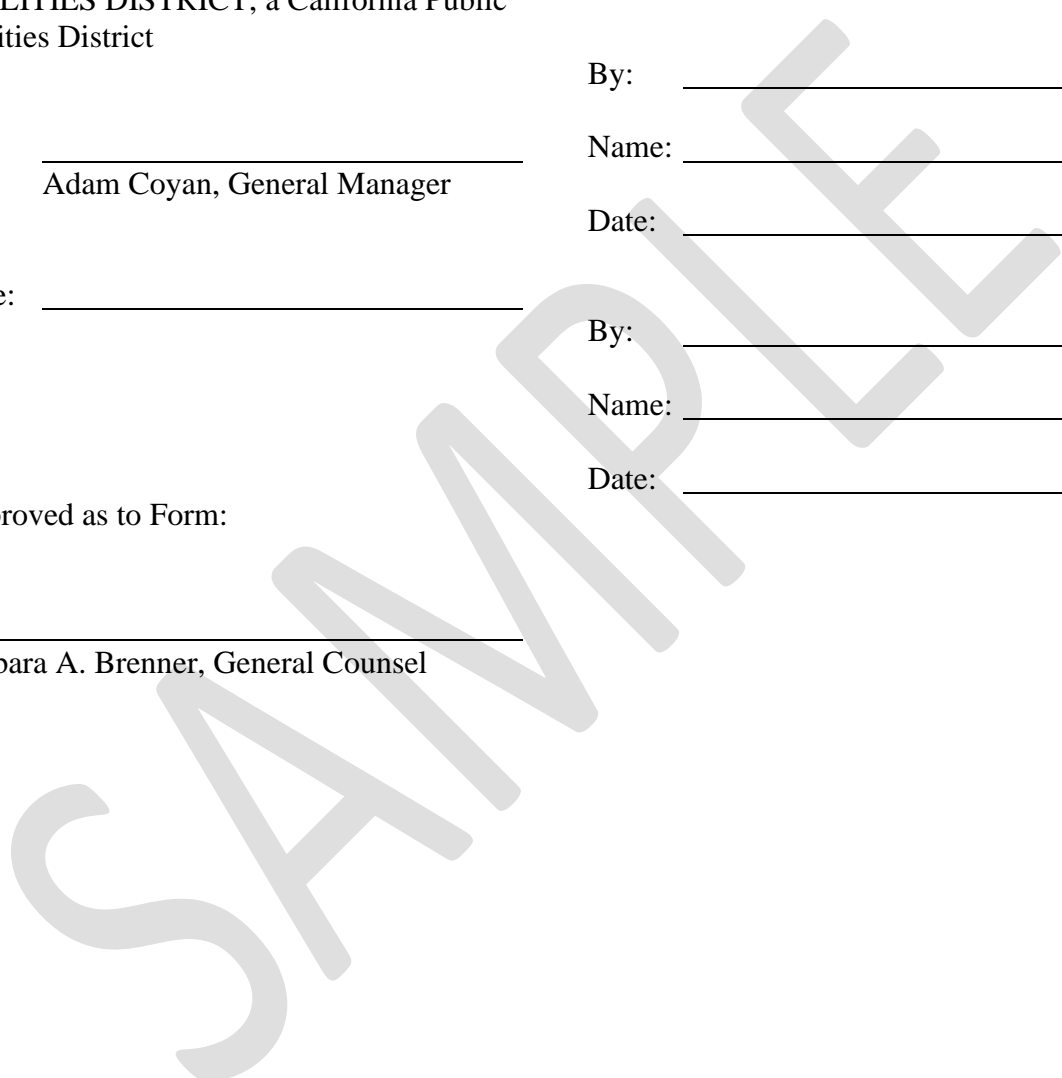 LITIES DISTRICT, a California Public
ities District
Adam Coyan, General Manager
e:
roved as to Form:
para A. Brenner, General Counsel
By:
Name:
Date:
By:
Name:
Date:
SAMPLE